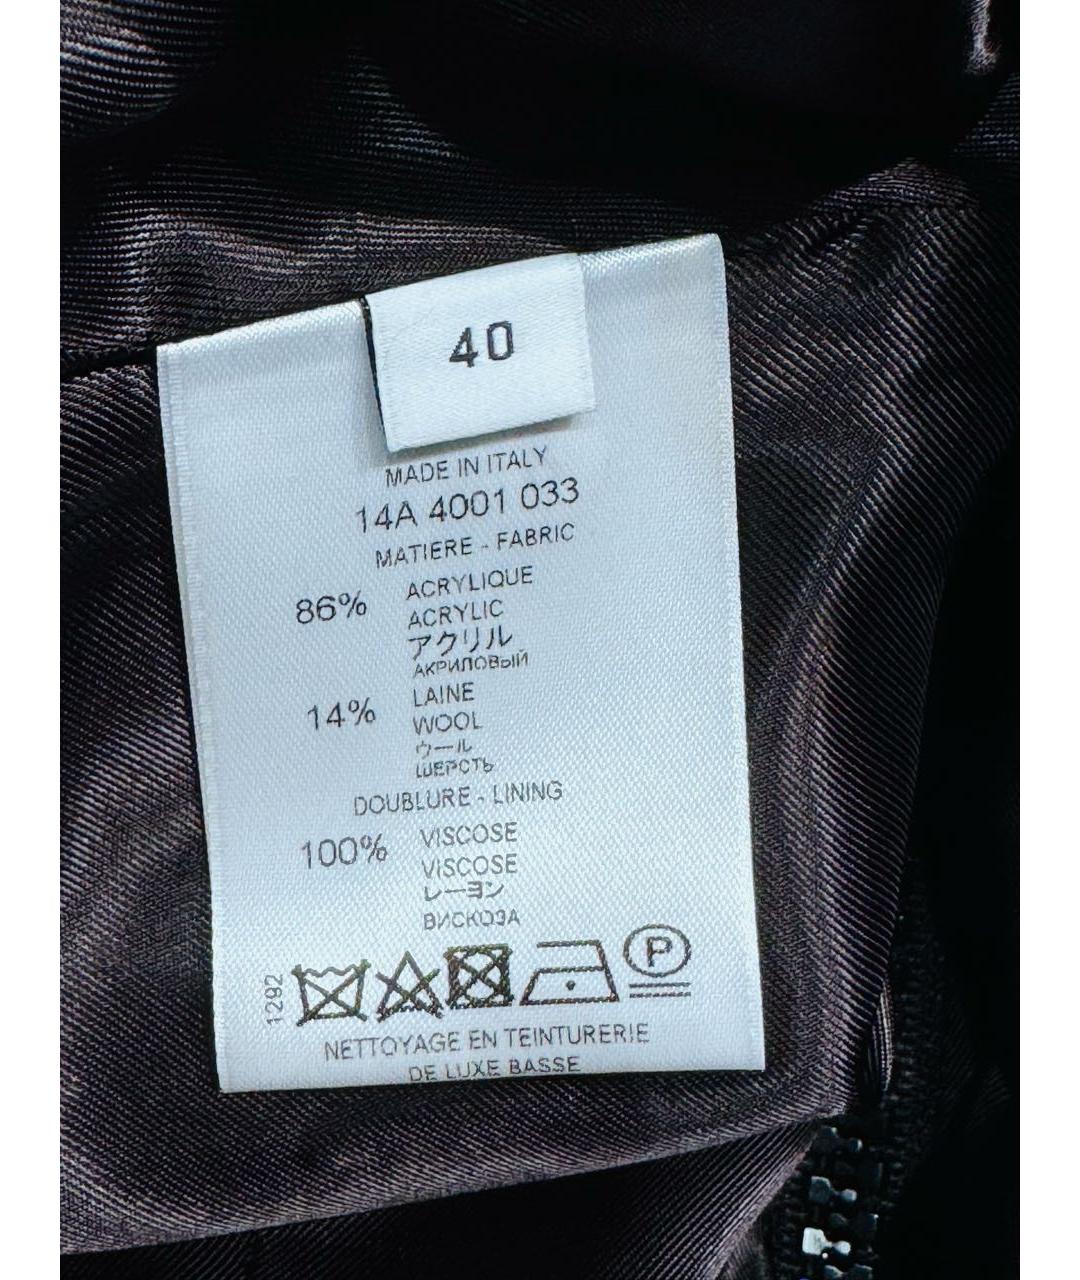 40
MADE IN ITALY
14A 4001 033
MATIERE - FABRIC
86% ACRYLIQUE
ACRYLIC
アクリル
АКРИЛОВЫЙ
14% LAINE
WOOL
ウール
ШЕРСТЬ
DOUBLURE - LINING
100% VISCOSE
VISCOSE
レーヨン
ВИСКОЗА
1292
P
NETTOYAGE EN TEINTURERIE
DE LUXE BASSE